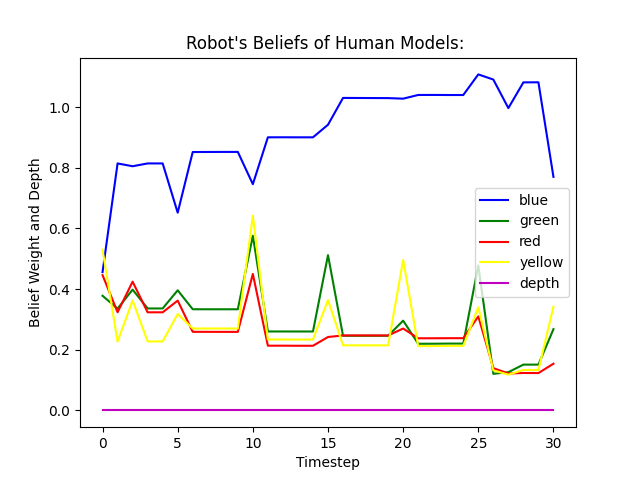 Robot's Beliefs of Human Models:
Belief Weight and Depth
1.0
0.8
0.6
0.4
0.2
0.0
blue
green
red
yellow
depth
0 5 10 15 20 25 30
Timestep